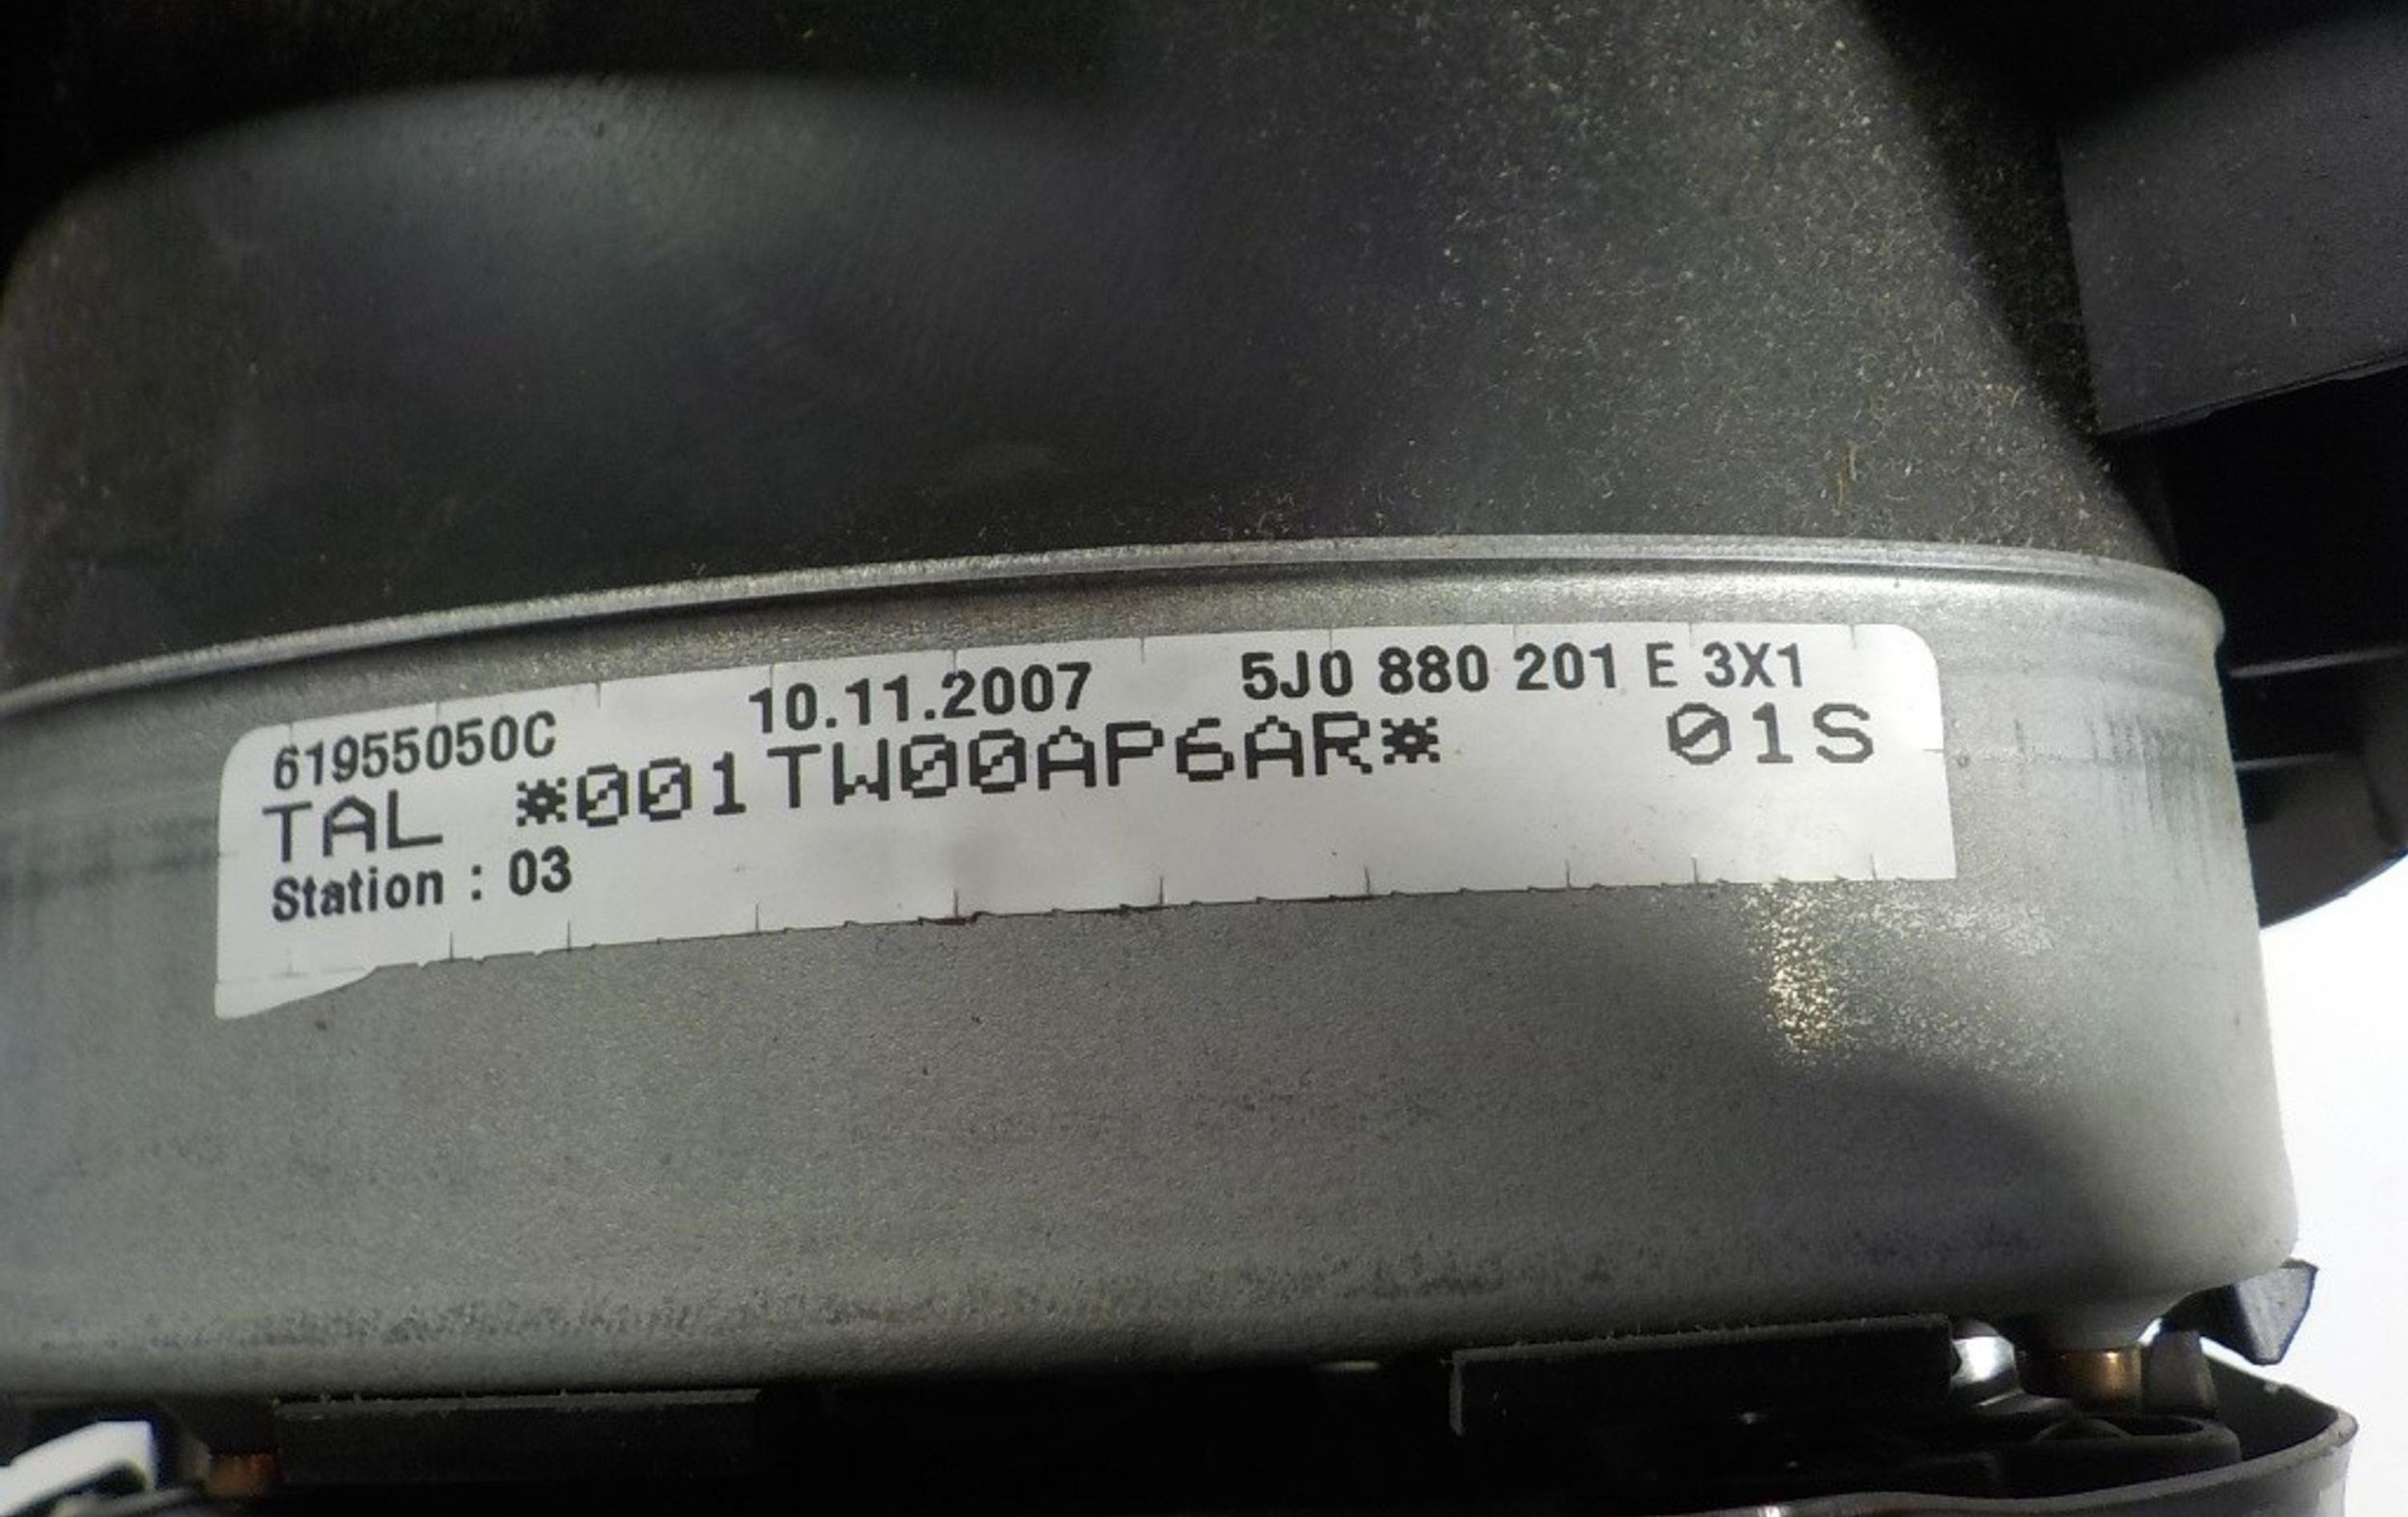 61955050C 10.11.2007 5J0 880 201 E 3X1
TAL *001TW00AP6AR* 01S
Station : 03